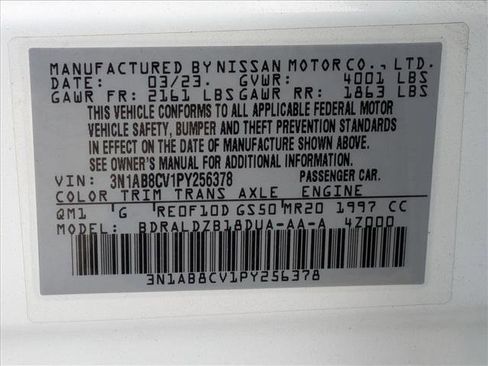 MANUFACTURED BY NISSAN MOTOR CO., LTD.
DATE: 03/23. GVWR: 4001 LBS
GAWR FR: 2161 LBS GAWR RR: 1863 LBS
THIS VEHICLE CONFORMS TO ALL APPLICABLE FEDERAL MOTOR
VEHICLE SAFETY, BUMPER AND THEFT PREVENTION STANDARDS
IN EFFECT ON THE DATE OF MANUFACTURE SHOWN ABOVE.
SEE OWNER'S MANUAL FOR ADDITIONAL INFORMATION.
VIN: 3N1AB8CV1PY256378 PASSENGER CAR.
COLOR TRIM TRANS AXLE ENGINE
QM1 G RE0F10D GS50 MR20 1997 CC
MODEL: BDRALDZB18DUA-AA-A 4Z000
3N1AB8CV1PY256378